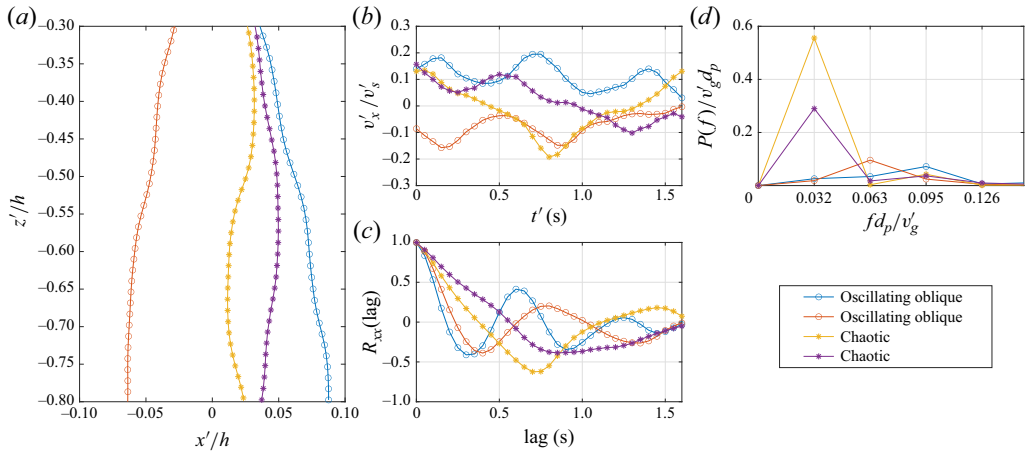 (a)
−0.30
−0.35
−0.40
−0.45
−0.50
−0.55
−0.60
−0.65
−0.70
−0.75
−0.80
z′/h
−0.10
−0.05
0
0.05
0.10
x′/h
(b)
0.3
0.2
0.1
0
−0.1
−0.2
−0.3
v′x/v′s
0
0.5
1.0
1.5
t′ (s)
(c)
1.0
0.5
0
−0.5
−1.0
Rxx(lag)
0
0.5
1.0
1.5
lag (s)
(d)
0.6
0.4
0.2
P(f)/v′gdp
0
0.032
0.063
0.095
0.126
fdp/v′g
Oscillating oblique
Oscillating oblique
Chaotic
Chaotic